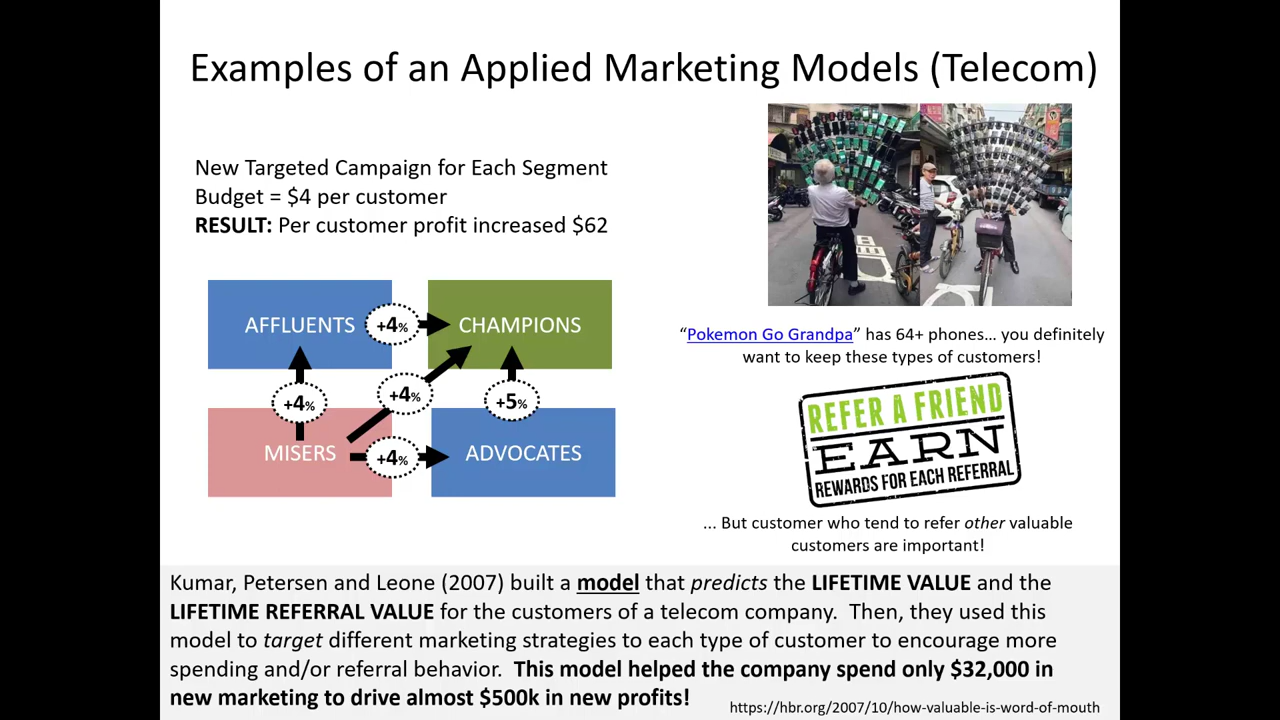 Examples of an Applied Marketing Models (Telecom)
New Targeted Campaign for Each Segment
Budget = $4 per customer
RESULT: Per customer profit increased $62
AFFLUENTS
+4%
CHAMPIONS
+4%
+4%
+5%
MISERS
+4%
ADVOCATES
“Pokemon Go Grandpa” has 64+ phones... you definitely
want to keep these types of customers!
REFER A FRIEND
EARN
REWARDS FOR EACH REFERRAL
... But customer who tend to refer other valuable
customers are important!
Kumar, Petersen and Leone (2007) built a model that predicts the LIFETIME VALUE and the
LIFETIME REFERRAL VALUE for the customers of a telecom company. Then, they used this
model to target different marketing strategies to each type of customer to encourage more
spending and/or referral behavior. This model helped the company spend only $32,000 in
new marketing to drive almost $500k in new profits!
https://hbr.org/2007/10/how-valuable-is-word-of-mouth